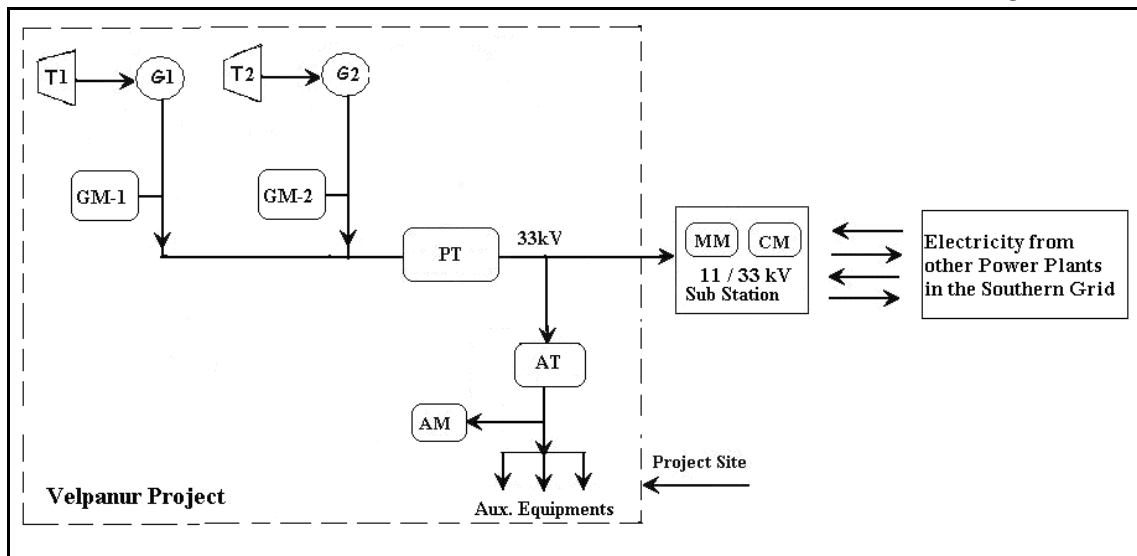 T1
G1
T2
G2
GM-1
GM-2
PT
33kV
MM
CM
11 / 33 kV
Sub Station
Electricity from
other Power Plants
in the Southern Grid
AT
AM
Aux. Equipments
Project Site
Velpanur Project